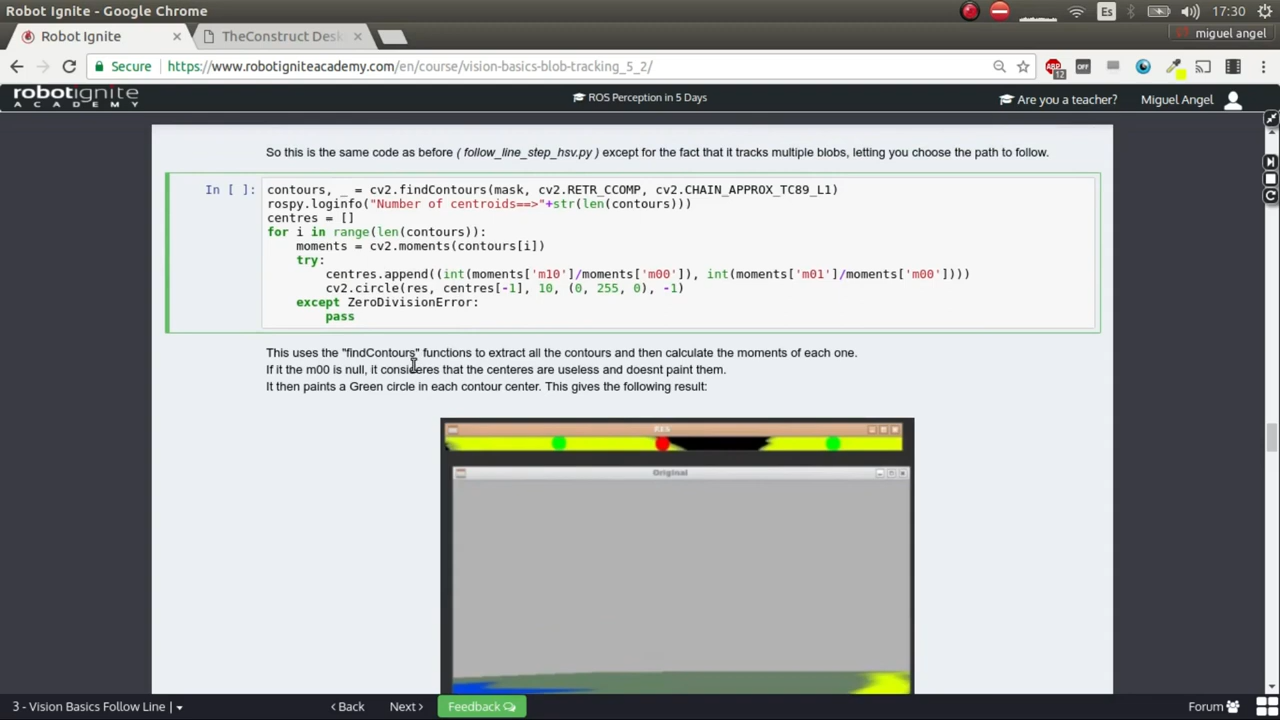 Robot Ignite - Google Chrome
Es
17:30
Robot Ignite
TheConstruct Desk
miguel angel
Secure
https://www.robotigniteacademy.com/en/course/vision-basics-blob-tracking_5_2/
ABP
12
OFF
robotignite
ACADEMY
ROS Perception in 5 Days
Are you a teacher?
Miguel Angel
So this is the same code as before ( follow_line_step_hsv.py ) except for the fact that it tracks multiple blobs, letting you choose the path to follow.
In [ ]:
contours, _ = cv2.findContours(mask, cv2.RETR_CCOMP, cv2.CHAIN_APPROX_TC89_L1)
rospy.loginfo("Number of centroids==>"+str(len(contours)))
centres = []
for i in range(len(contours)):
    moments = cv2.moments(contours[i])
    try:
        centres.append((int(moments['m10']/moments['m00']), int(moments['m01']/moments['m00'])))
        cv2.circle(res, centres[-1], 10, (0, 255, 0), -1)
    except ZeroDivisionError:
        pass
This uses the "findContours" functions to extract all the contours and then calculate the moments of each one.
If it the m00 is null, it consideres that the centeres are useless and doesnt paint them.
It then paints a Green circle in each contour center. This gives the following result:
RES
Original
3 - Vision Basics Follow Line |
Back
Next
Feedback
Forum